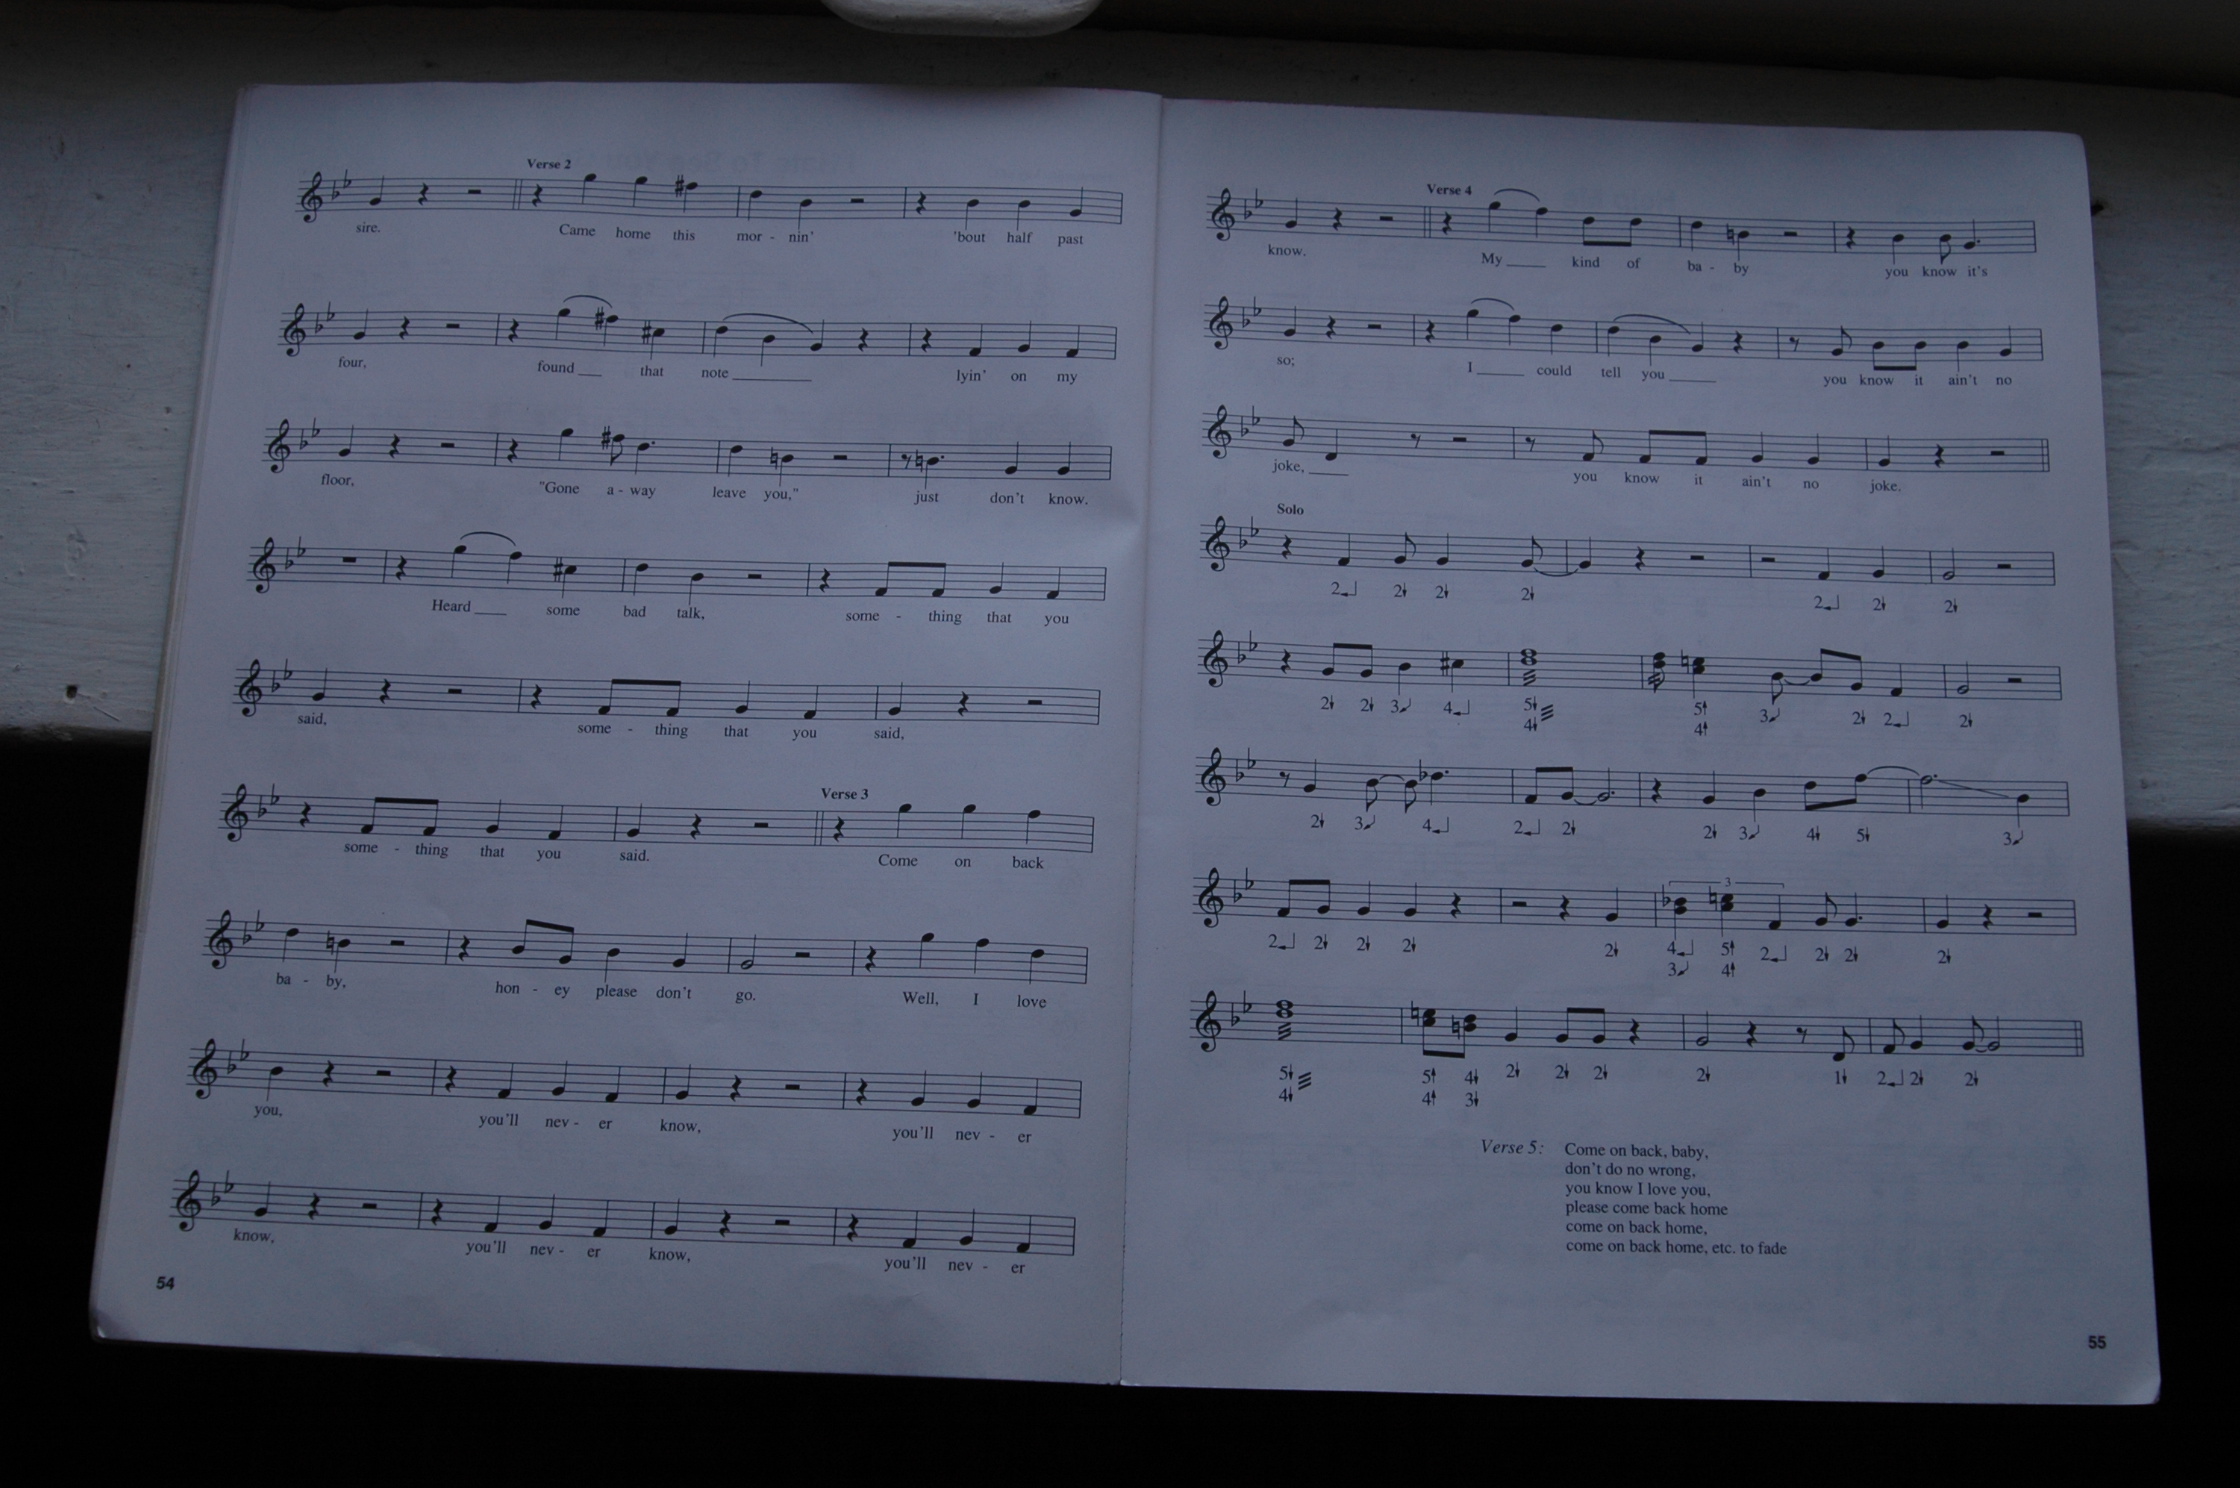 Verse 2
sire. Came home this mor - nin' 'bout half past
four, found ___ that note ___ lyin' on my
floor, "Gone a - way leave you," just don't know.
Heard ___ some bad talk, some - thing that you
said, some - thing that you said,
Verse 3
some - thing that you said. Come on back
ba - by, hon - ey please don't go. Well, I love
you, you'll nev - er know, you'll nev - er
know, you'll nev - er know, you'll nev - er
54
Verse 4
know. My ___ kind of ba - by you know it's
so; I ___ could tell you ___ you know it ain't no
joke, ___ you know it ain't no joke.
Solo
2 2 2 2 2 2 2
2 2 3 4 5 5 3 2 2 2
4 4
2 3 4 2 2 2 3 4 5 3
3
2 2 2 2 2 4 5 2 2 2 2
3 4
5 5 4 2 2 2 2 1 2 2 2
4 4 3
Verse 5: Come on back, baby,
don't do no wrong,
you know I love you,
please come back home
come on back home,
come on back home, etc. to fade
55